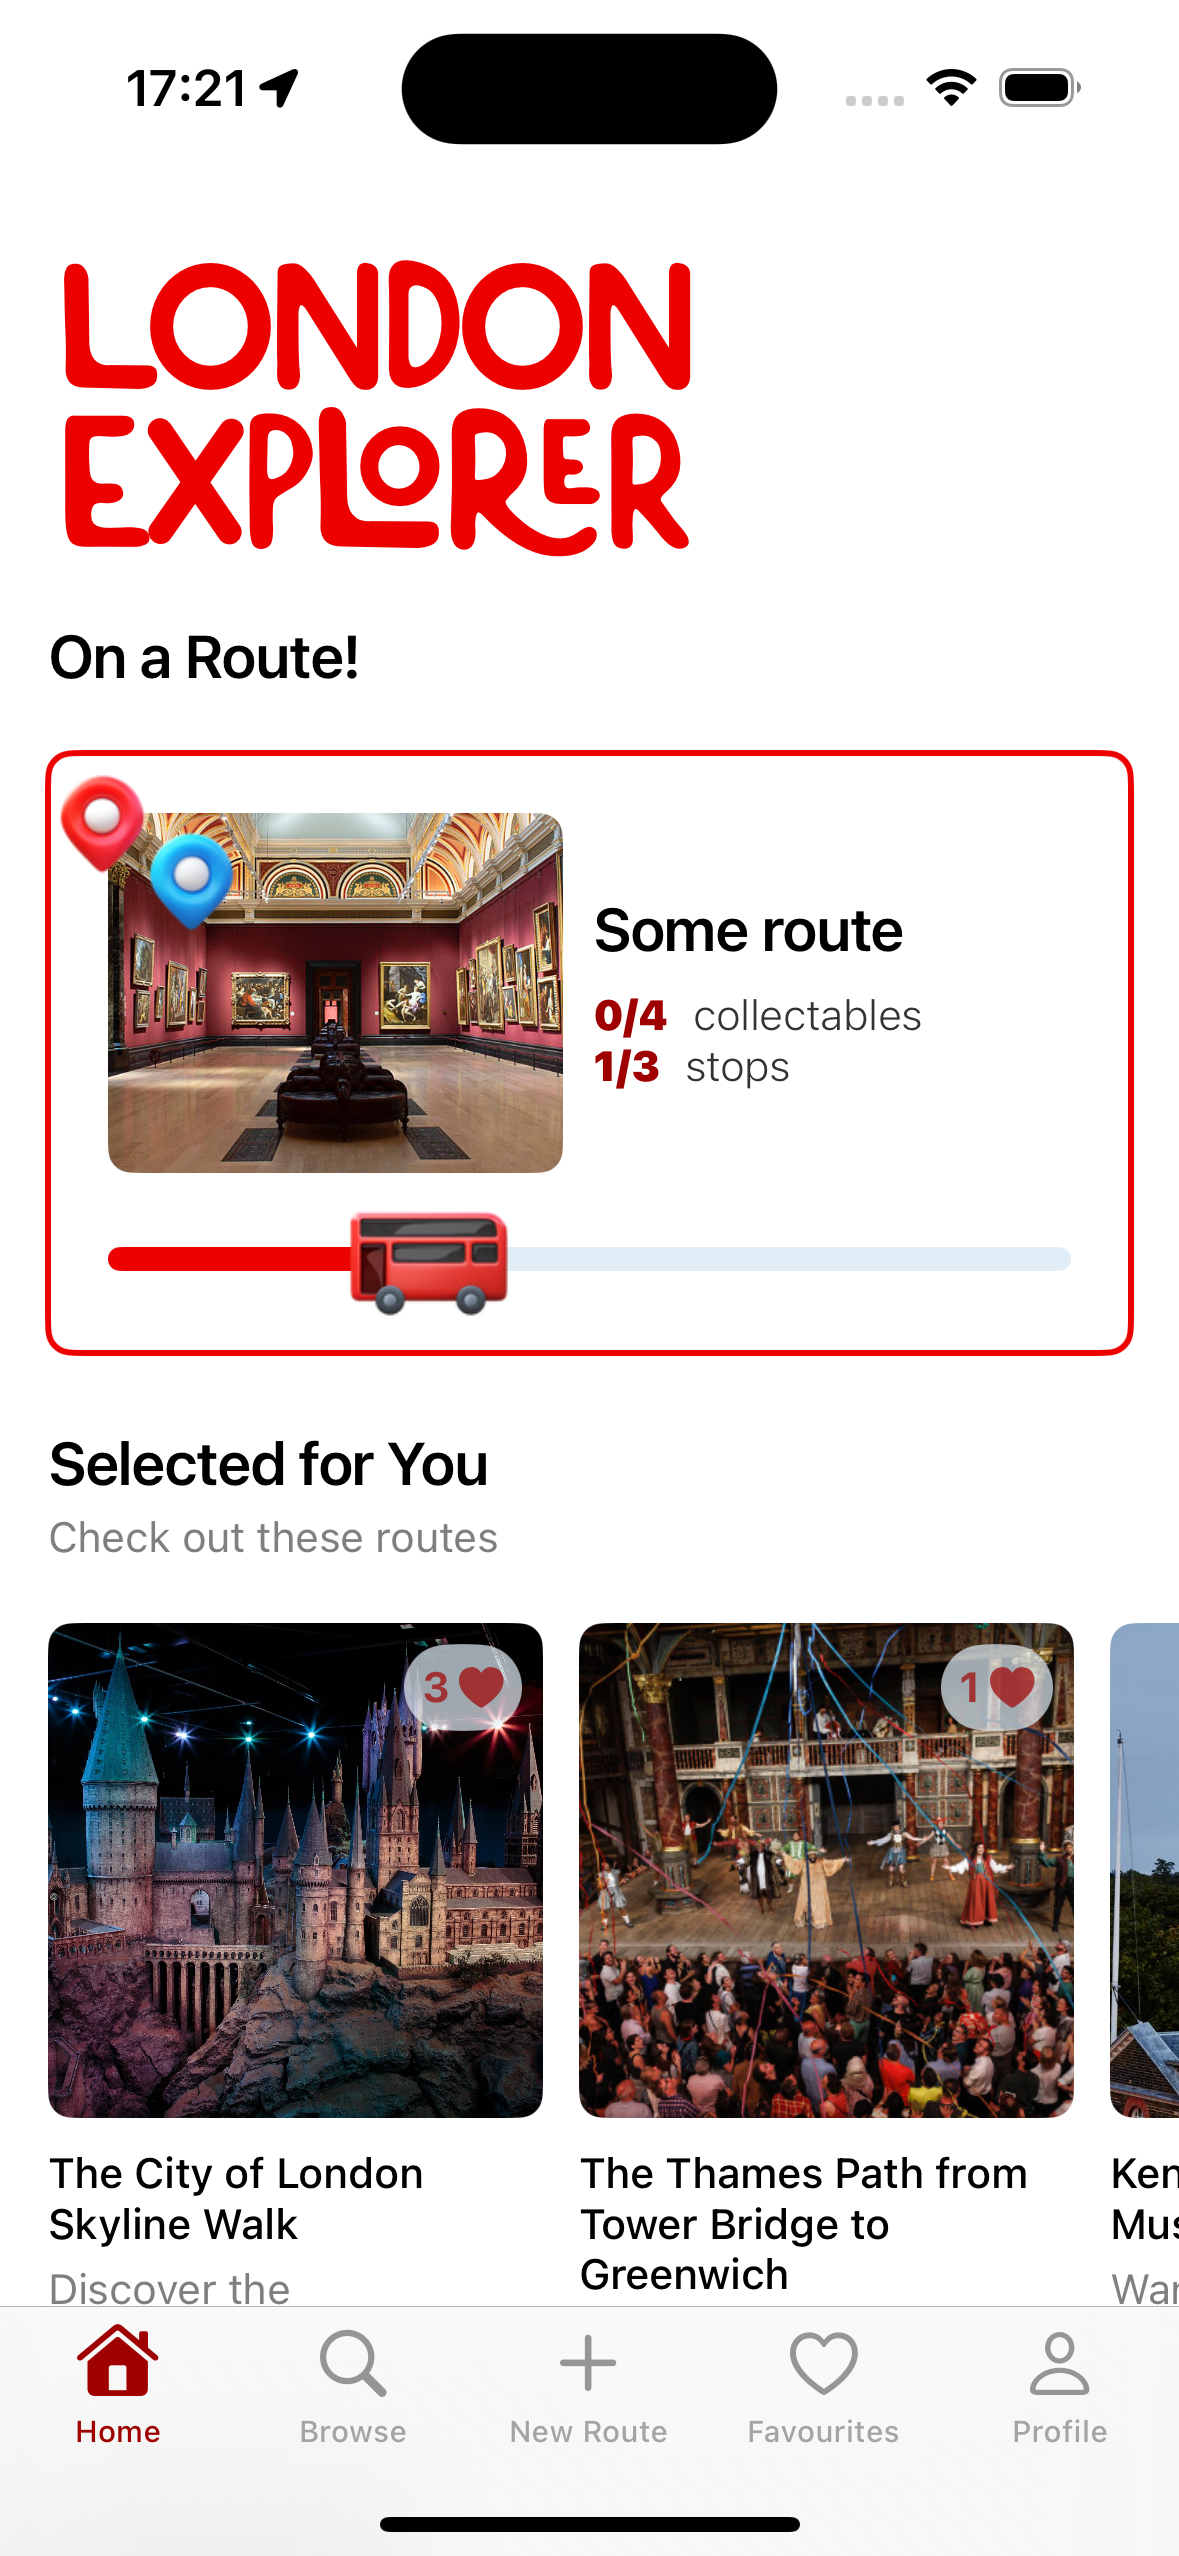 17:21
LONDON
EXPLORER
On a Route!
Some route
0/4 collectables
1/3 stops
Selected for You
Check out these routes
3
1
The City of London
Skyline Walk
Discover the
The Thames Path from
Tower Bridge to
Greenwich
Ken
Mus
War
Home
Browse
New Route
Favourites
Profile